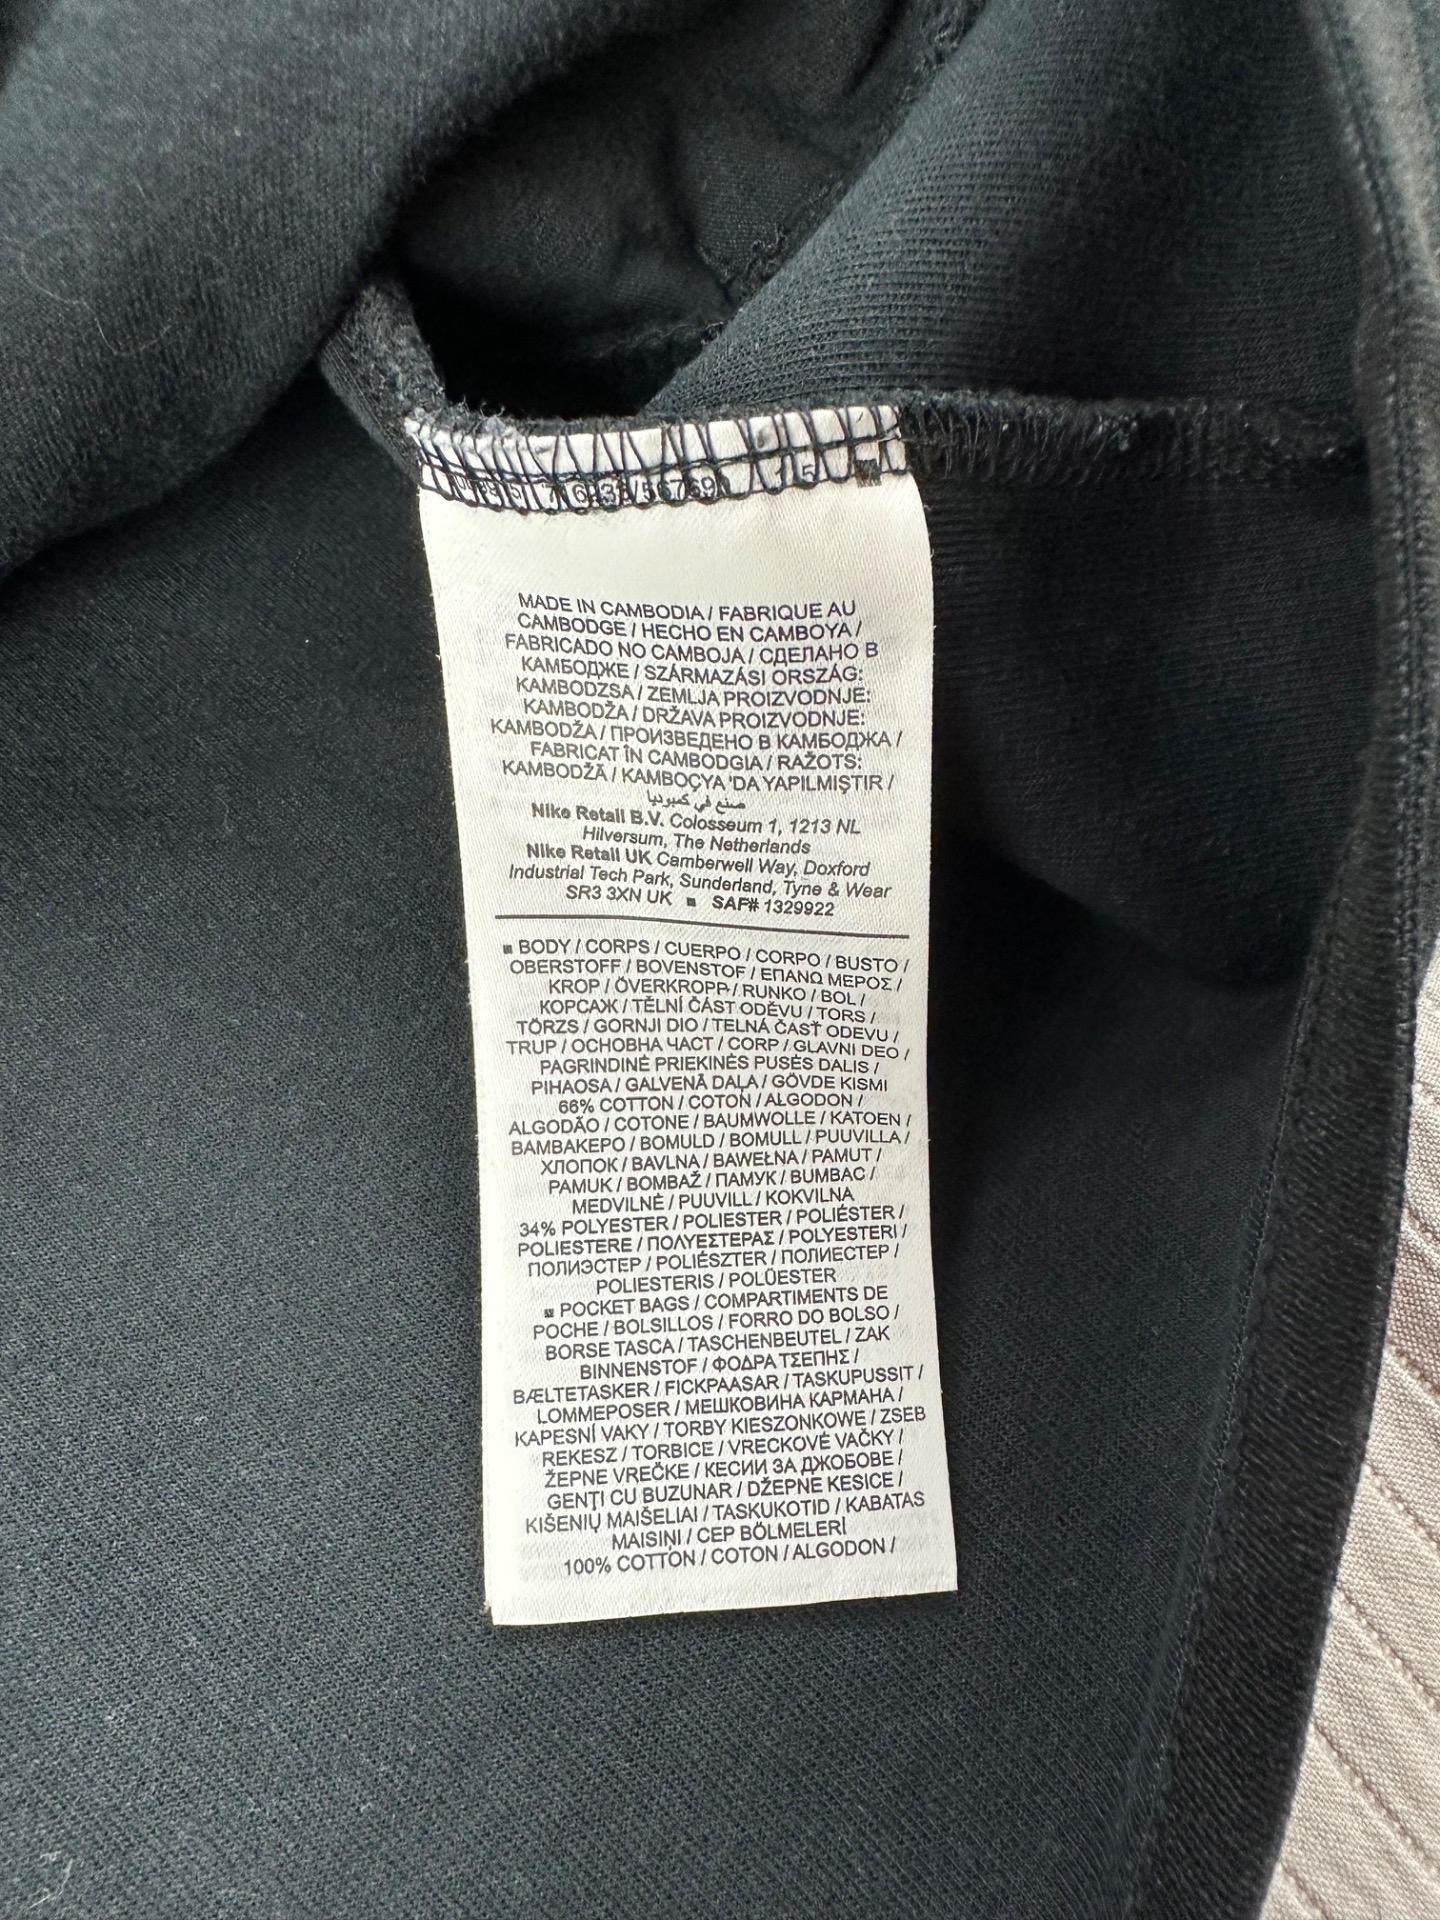 MADE IN CAMBODIA / FABRIQUE AU
CAMBODGE / HECHO EN CAMBOYA /
FABRICADO NO CAMBOJA / СДЕЛАНО В
КАМБОДЖЕ / SZÁRMAZÁSI ORSZÁG:
KAMBODZSA / ZEMLJA PROIZVODNJE:
KAMBODŽA / DRŽAVA PROIZVODNJE:
KAMBODŽA / ПРОИЗВЕДЕНО В КАМБОДЖА /
FABRICAT ÎN CAMBODGIA / RAŽOTS:
KAMBODŽĀ / KAMBOÇYA 'DA YAPILMIŞTIR /
صنع في كمبوديا
Nike Retail B.V. Colosseum 1, 1213 NL
Hilversum, The Netherlands
Nike Retail UK Camberwell Way, Doxford
Industrial Tech Park, Sunderland, Tyne & Wear
SR3 3XN UK ■ SAF# 1329922
■ BODY / CORPS / CUERPO / CORPO / BUSTO /
OBERSTOFF / BOVENSTOF / ΕΠΑΝΩ ΜΕΡΟΣ /
KROP / ÖVERKROPP / RUNKO / BOL /
КОРСАЖ / TĚLNÍ ČÁST ODĚVU / TORS /
TÖRZS / GORNJI DIO / TELNÁ ČASŤ ODEVU /
TRUP / ОСНОВНА ЧАСТ / CORP / GLAVNI DEO /
PAGRINDINĖ PRIEKINĖS PUSĖS DALIS /
PIHAOSA / GALVENĀ DAĻA / GÖVDE KISMI
66% COTTON / COTON / ALGODON /
ALGODÃO / COTONE / BAUMWOLLE / KATOEN /
ΒΑΜΒΑΚΕΡΟ / BOMULD / BOMULL / PUUVILLA /
ХЛОПОК / BAVLNA / BAWEŁNA / PAMUT /
PAMUK / BOMBAŽ / ПАМУК / BUMBAC /
MEDVILNĖ / PUUVILL / KOKVILNA
34% POLYESTER / POLIESTER / POLIÉSTER /
POLIESTERE / ΠΟΛΥΕΣΤΕΡΑΣ / POLYESTERI /
ПОЛИЭСТЕР / POLIÉSZTER / ПОЛИЕСТЕР /
POLIESTERIS / POLÜESTER
■ POCKET BAGS / COMPARTIMENTS DE
POCHE / BOLSILLOS / FORRO DO BOLSO /
BORSE TASCA / TASCHENBEUTEL / ZAK
BINNENSTOF / ΦΟΔΡΑ ΤΣΕΠΗΣ /
BÆLTETASKER / FICKPAASAR / TASKUPUSSIT /
LOMMEPOSER / МЕШКОВИНА КАРМАНА /
KAPESNÍ VAKY / TORBY KIESZONKOWE / ZSEB
REKESZ / TORBICE / VRECKOVÉ VAČKY /
ŽEPNE VREČKE / КЕСИИ ЗА ДЖОБОВЕ /
GENȚI CU BUZUNAR / DŽEPNE KESICE /
KIŠENIŲ MAIŠELIAI / TASKUKOTID / KABATAS
MAISIŅI / CEP BÖLMELERİ
100% COTTON / COTON / ALGODON /